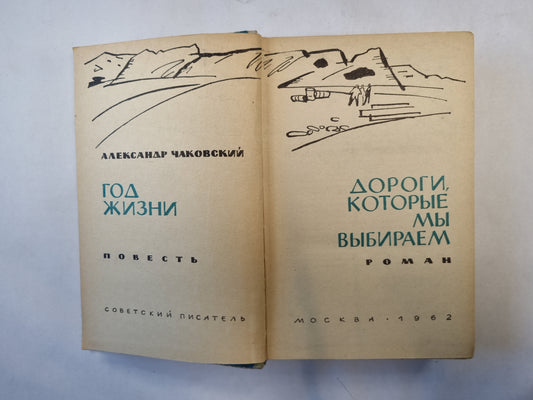 АЛЕКСАНДР ЧАКОВСКИЙ
ГОД
ЖИЗНИ
ПОВЕСТЬ
СОВЕТСКИЙ ПИСАТЕЛЬ
ДОРОГИ,
КОТОРЫЕ
МЫ
ВЫБИРАЕМ
РОМАН
МОСКВА · 1962